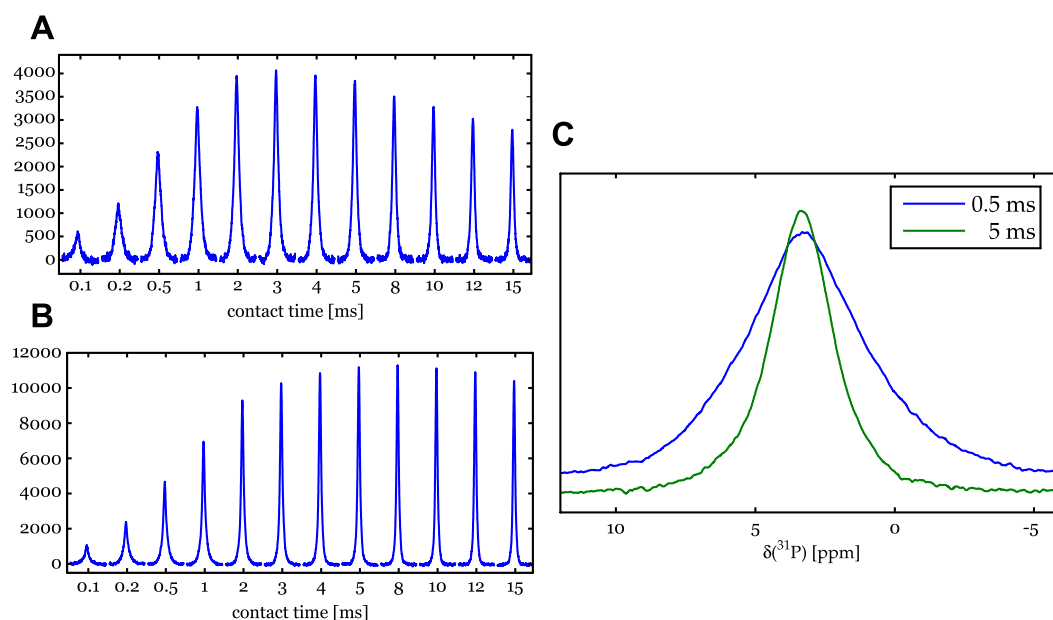 A
4000
3500
3000
2500
2000
1500
1000
500
0
0.1 0.2 0.5 1 2 3 4 5 8 10 12 15
contact time [ms]
B
12000
10000
8000
6000
4000
2000
0
0.1 0.2 0.5 1 2 3 4 5 8 10 12 15
contact time [ms]
C
0.5 ms
5 ms
10 5 0 -5
δ(³¹P) [ppm]